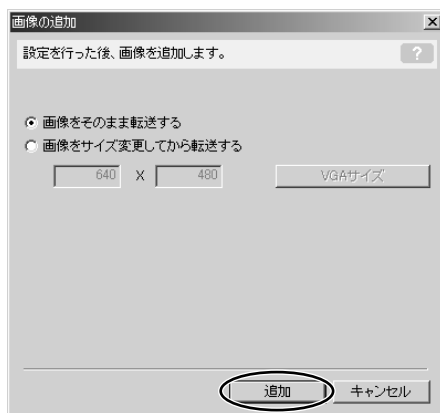 画像の追加
設定を行った後、画像を追加します。
?
画像をそのまま転送する
画像をサイズ変更してから転送する
640 X 480 VGAサイズ
追加 キャンセル